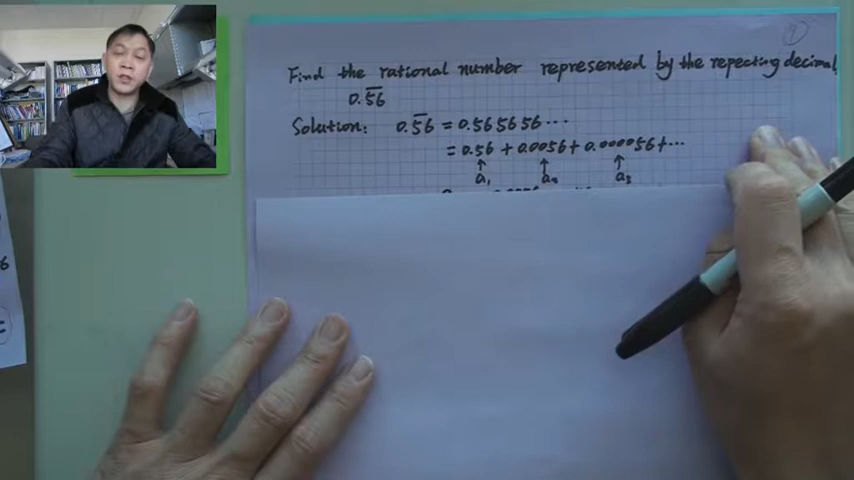 Find the rational number represented by the repecting decimal
0.5̅6̅
Solution: 0.5̅6̅ = 0.565656···
= 0.56 + 0.0056 + 0.000056 + ···
↑ ↑ ↑
a₁ a₂ a₃